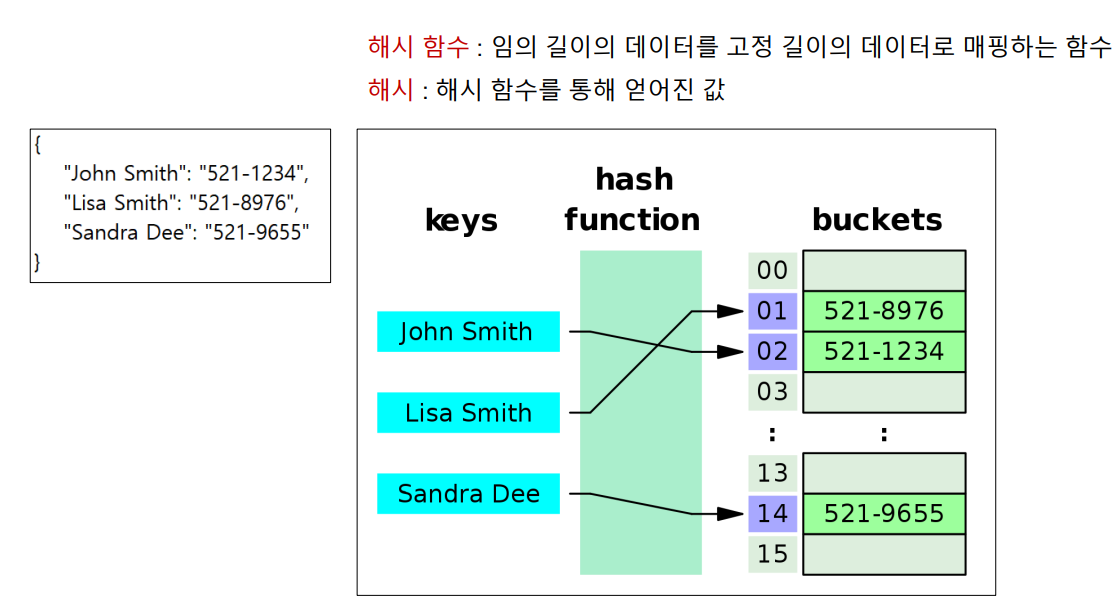 해시 함수 : 임의 길이의 데이터를 고정 길이의 데이터로 매핑하는 함수
해시 : 해시 함수를 통해 얻어진 값
{
"John Smith": "521-1234",
"Lisa Smith": "521-8976",
"Sandra Dee": "521-9655"
}
keys
hash
function
buckets
John Smith
Lisa Smith
Sandra Dee
00
01 521-8976
02 521-1234
03
: :
13
14 521-9655
15